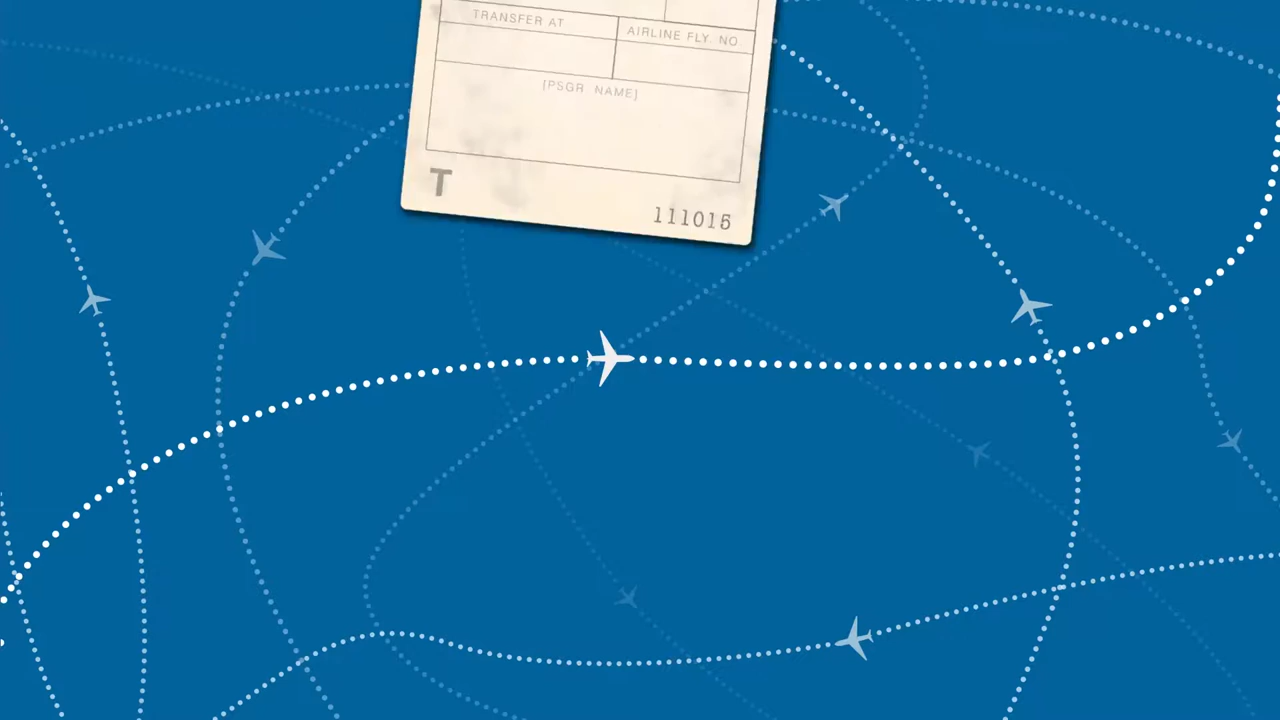 TRANSFER AT
AIRLINE FLY. NO.
[PSGR NAME]
T
111015